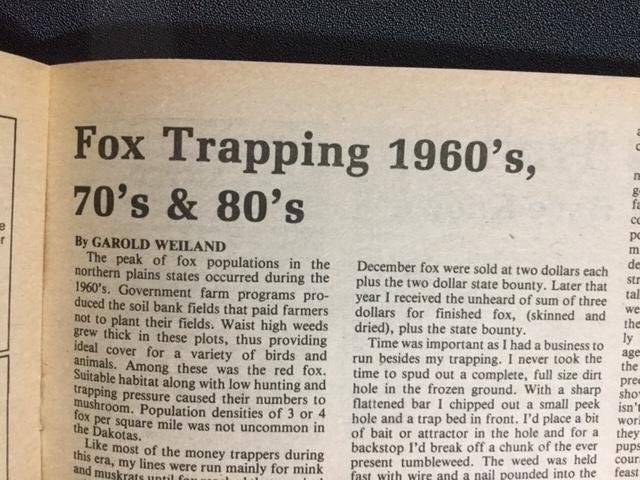 Fox Trapping 1960's,
70's & 80's
By GAROLD WEILAND
The peak of fox populations in the
northern plains states occurred during the
1960's. Government farm programs pro-
duced the soil bank fields that paid farmers
not to plant their fields. Waist high weeds
grew thick in these plots, thus providing
ideal cover for a variety of birds and
animals. Among these was the red fox.
Suitable habitat along with low hunting and
trapping pressure caused their numbers to
mushroom. Population densities of 3 or 4
fox per square mile was not uncommon in
the Dakotas.
Like most of the money trappers during
this era, my lines were run mainly for mink
and muskrats until
December fox were sold at two dollars each
plus the two dollar state bounty. Later that
year I received the unheard of sum of three
dollars for finished fox, (skinned and
dried), plus the state bounty.
Time was important as I had a business to
run besides my trapping. I never took the
time to spud out a complete, full size dirt
hole in the frozen ground. With a sharp
flattened bar I chipped out a small peek
hole and a trap bed in front. I'd place a bit
of bait or attractor in the hole and for a
backstop I'd break off a chunk of the ever
present tumbleweed. The weed was held
fast with wire and a nail pounded into the